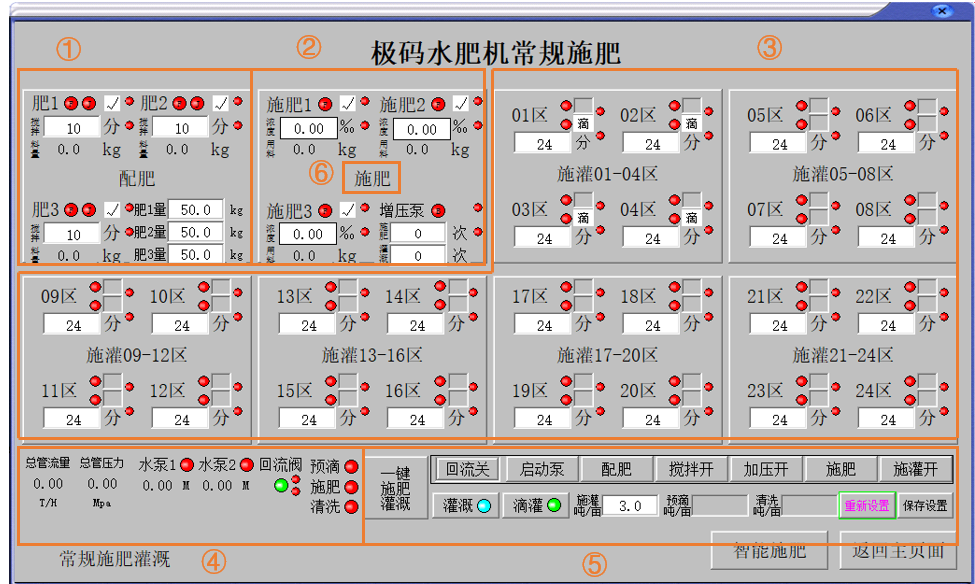 极码水肥机常规施肥
① ② ③
肥1 ✓ 肥2 ✓
搅拌 10 分 搅拌 10 分
料量 0.0 kg 料量 0.0 kg
配肥
肥3 ✓ 肥1量 50.0 kg
搅拌 10 分 肥2量 50.0 kg
料量 0.0 kg 肥3量 50.0 kg
施肥1 ✓ 施肥2 ✓
浓度 0.00 ‰ 浓度 0.00 ‰
用料 0.0 kg 用料 0.0 kg
⑥ 施肥
施肥3 ✓ 增压泵
浓度 0.00 ‰ 施肥 0 次
用料 0.0 kg 灌溉 0 次
01区 滴 02区 滴
24 分 24 分
施灌01-04区
03区 滴 04区 滴
24 分 24 分
05区 06区
24 分 24 分
施灌05-08区
07区 08区
24 分 24 分
09区 10区
24 分 24 分
施灌09-12区
11区 12区
24 分 24 分
13区 14区
24 分 24 分
施灌13-16区
15区 16区
24 分 24 分
17区 18区
24 分 24 分
施灌17-20区
19区 20区
24 分 24 分
21区 22区
24 分 24 分
施灌21-24区
23区 24区
24 分 24 分
总管流量 总管压力 水泵1 水泵2 回流阀 预滴
0.00 0.00 0.00 M 0.00 M 施肥
T/H Mpa 清洗
一键施肥灌溉
回流关 启动泵 配肥 搅拌开 加压开 施肥 施灌开
灌溉 滴灌 施灌吨/亩 3.0 预滴吨/亩 清洗吨/亩 重新设置 保存设置
常规施肥灌溉 ④ ⑤ 智能施肥 返回主页面